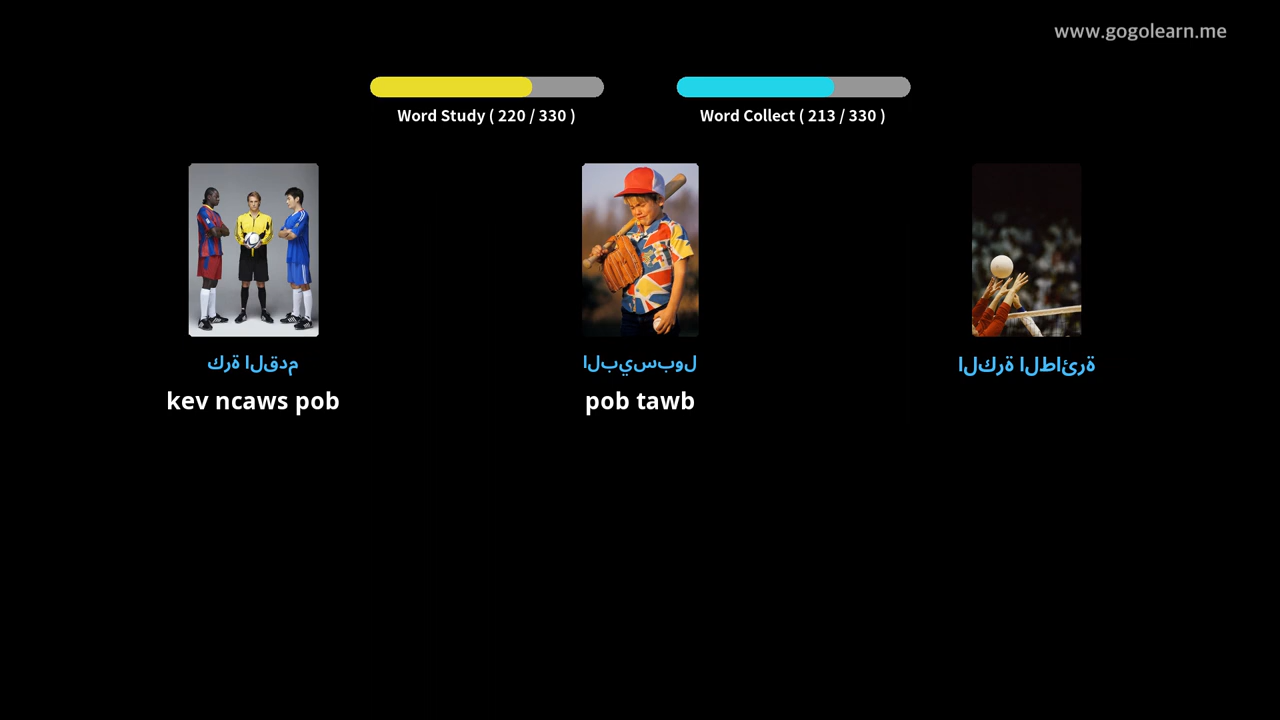 www.gogolearn.me
Word Study ( 220 / 330 )
Word Collect ( 213 / 330 )
كرة القدم
kev ncaws pob
البيسبول
pob tawb
الكرة الطائرة